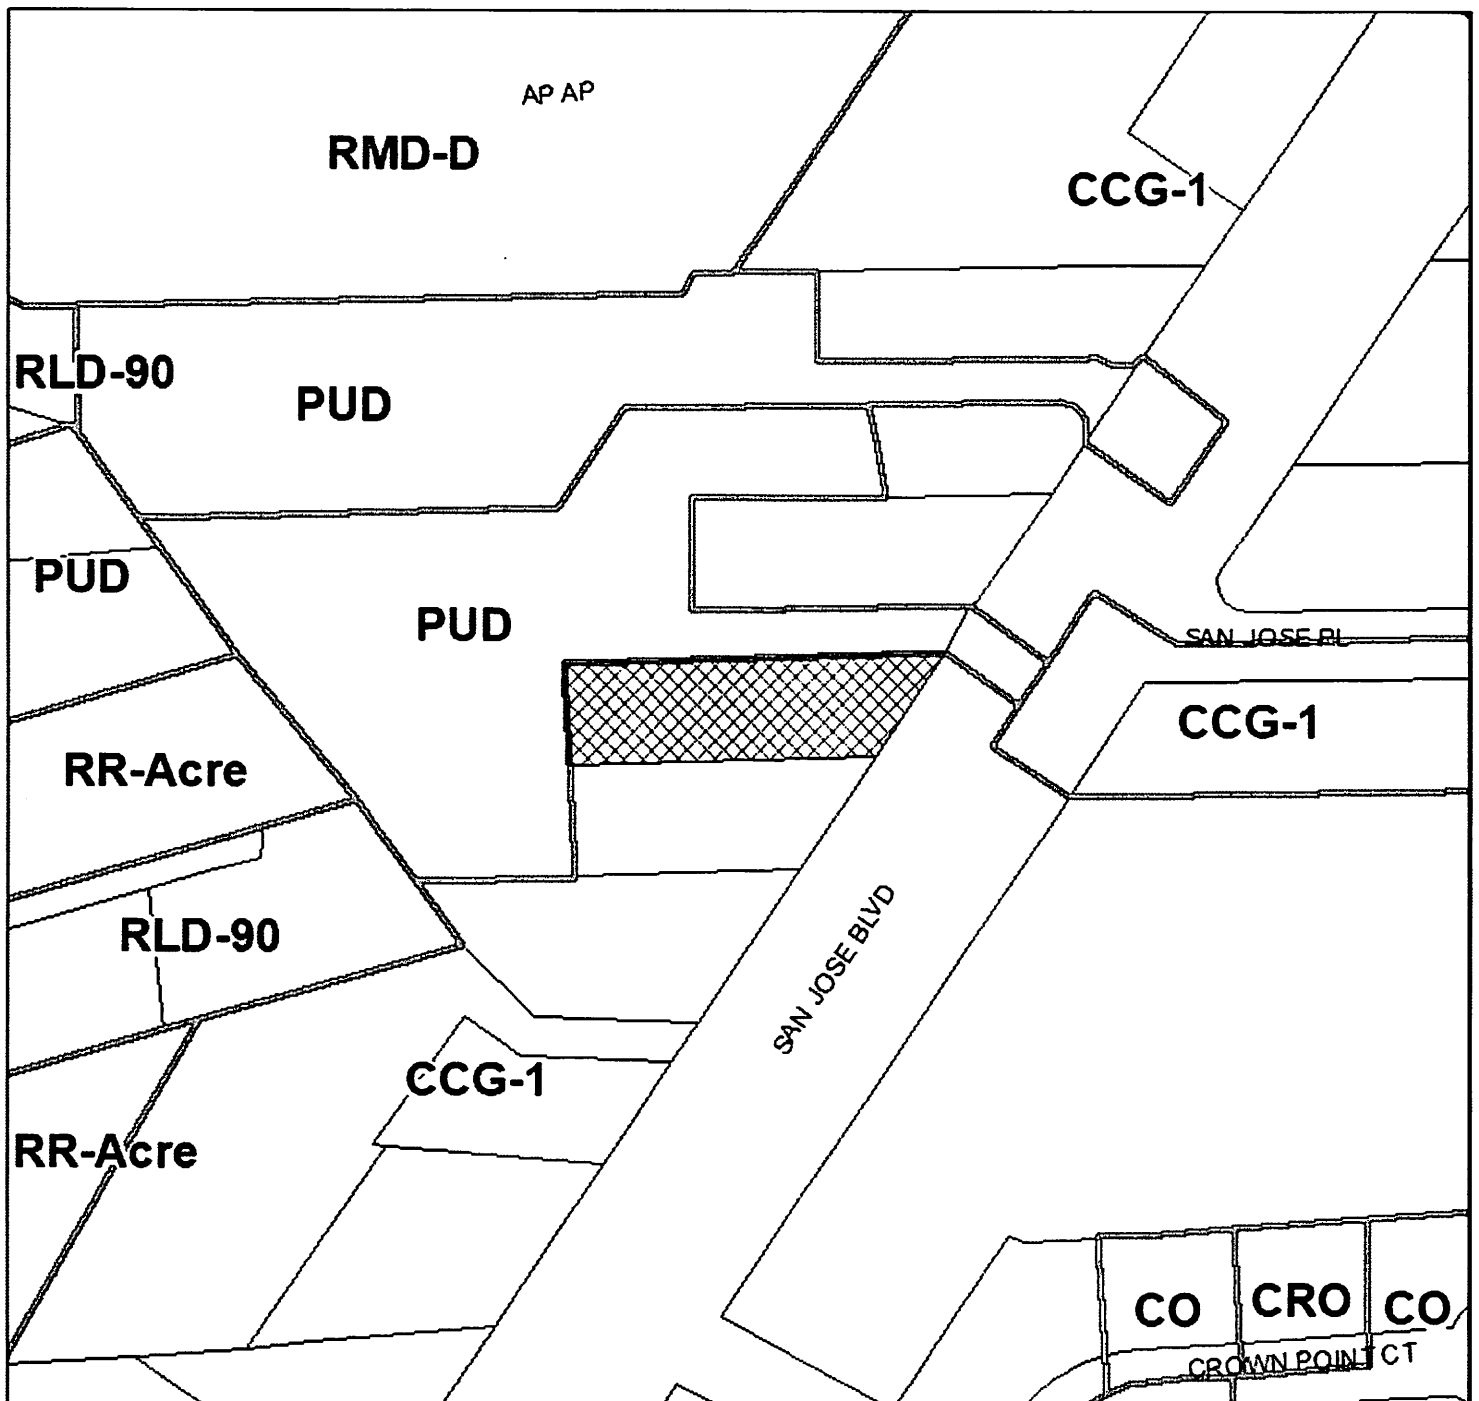 AP AP
RMD-D
CCG-1
RLD-90
PUD
PUD
PUD
SAN JOSE PL
CCG-1
RR-Acre
RLD-90
SAN JOSE BLVD
CCG-1
RR-Acre
CO
CRO
CO
CROWN POINT CT